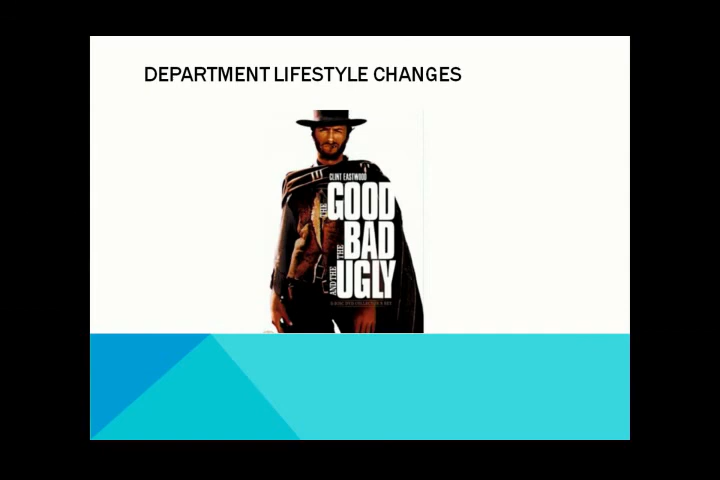 DEPARTMENT LIFESTYLE CHANGES
CLINT EASTWOOD
THE GOOD
THE BAD
AND THE UGLY